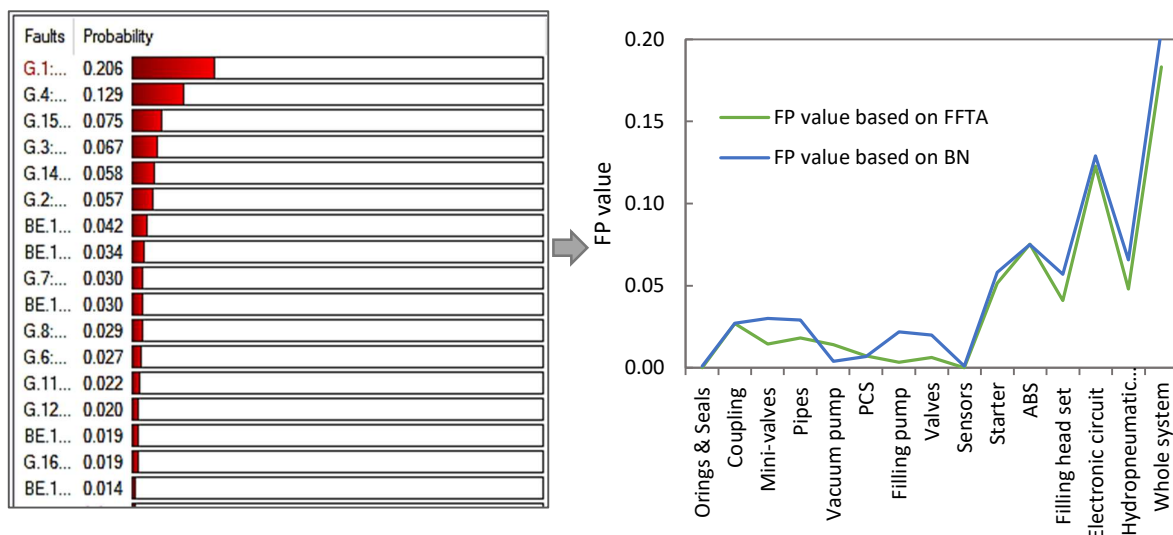 Faults Probability
G.1:... 0.206
G.4:... 0.129
G.15... 0.075
G.3:... 0.067
G.14... 0.058
G.2:... 0.057
BE.1... 0.042
BE.1... 0.034
G.7:... 0.030
BE.1... 0.030
G.8:... 0.029
G.6:... 0.027
G.11... 0.022
G.12... 0.020
BE.1... 0.019
G.16... 0.019
BE.1... 0.014
FP value
0.20
0.15
0.10
0.05
0.00
FP value based on FFTA
FP value based on BN
Orings & Seals
Coupling
Mini-valves
Pipes
Vacuum pump
PCS
Filling pump
Valves
Sensors
Starter
ABS
Filling head set
Electronic circuit
Hydropneumatic...
Whole system